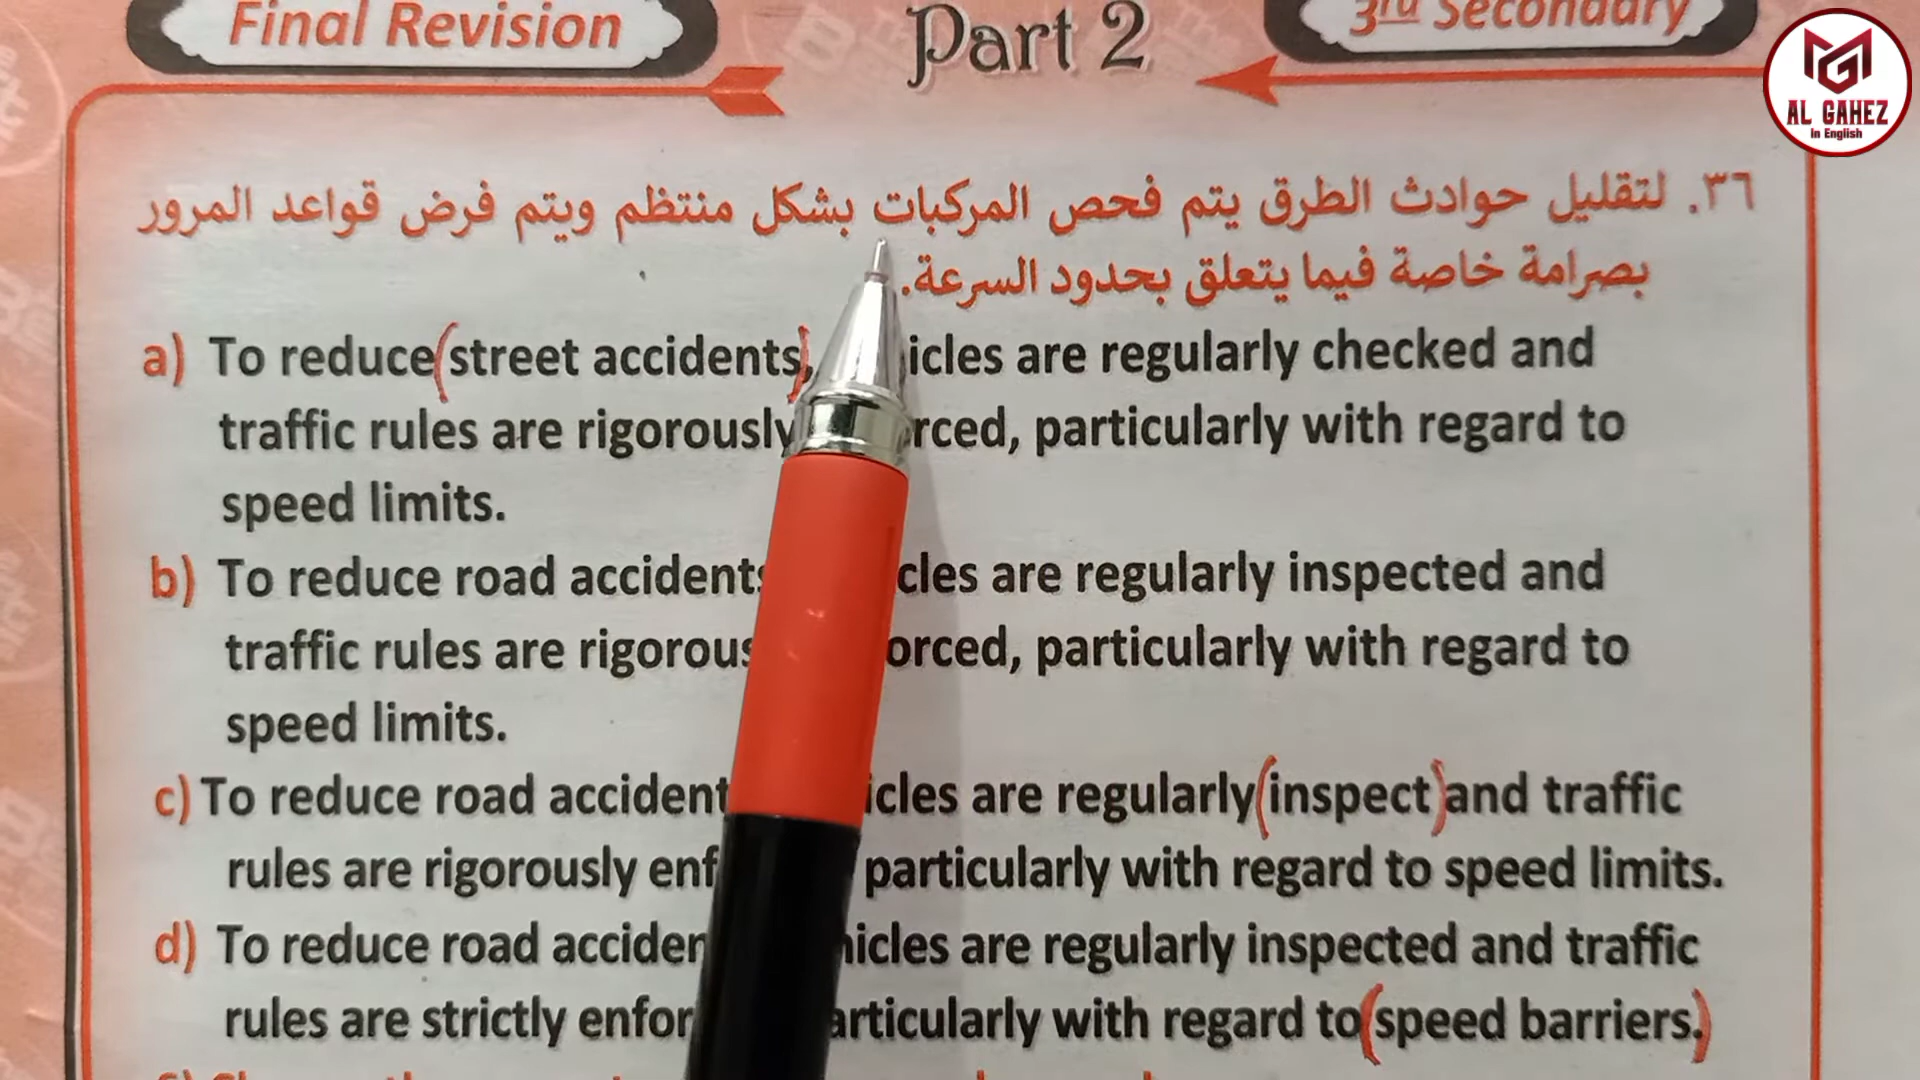 Final Revision
Part 2
3rd Secondary
AL GAHEZ
in English
٣٦. لتقليل حوادث الطرق يتم فحص المركبات بشكل منتظم ويتم فرض قواعد المرور
بصرامة خاصة فيما يتعلق بحدود السرعة.
a) To reduce (street accidents), icles are regularly checked and
traffic rules are rigorously rced, particularly with regard to
speed limits.
b) To reduce road accidents cles are regularly inspected and
traffic rules are rigorous orced, particularly with regard to
speed limits.
c) To reduce road accident icles are regularly (inspect) and traffic
rules are rigorously enf particularly with regard to speed limits.
d) To reduce road acciden hicles are regularly inspected and traffic
rules are strictly enfor articularly with regard to (speed barriers.)